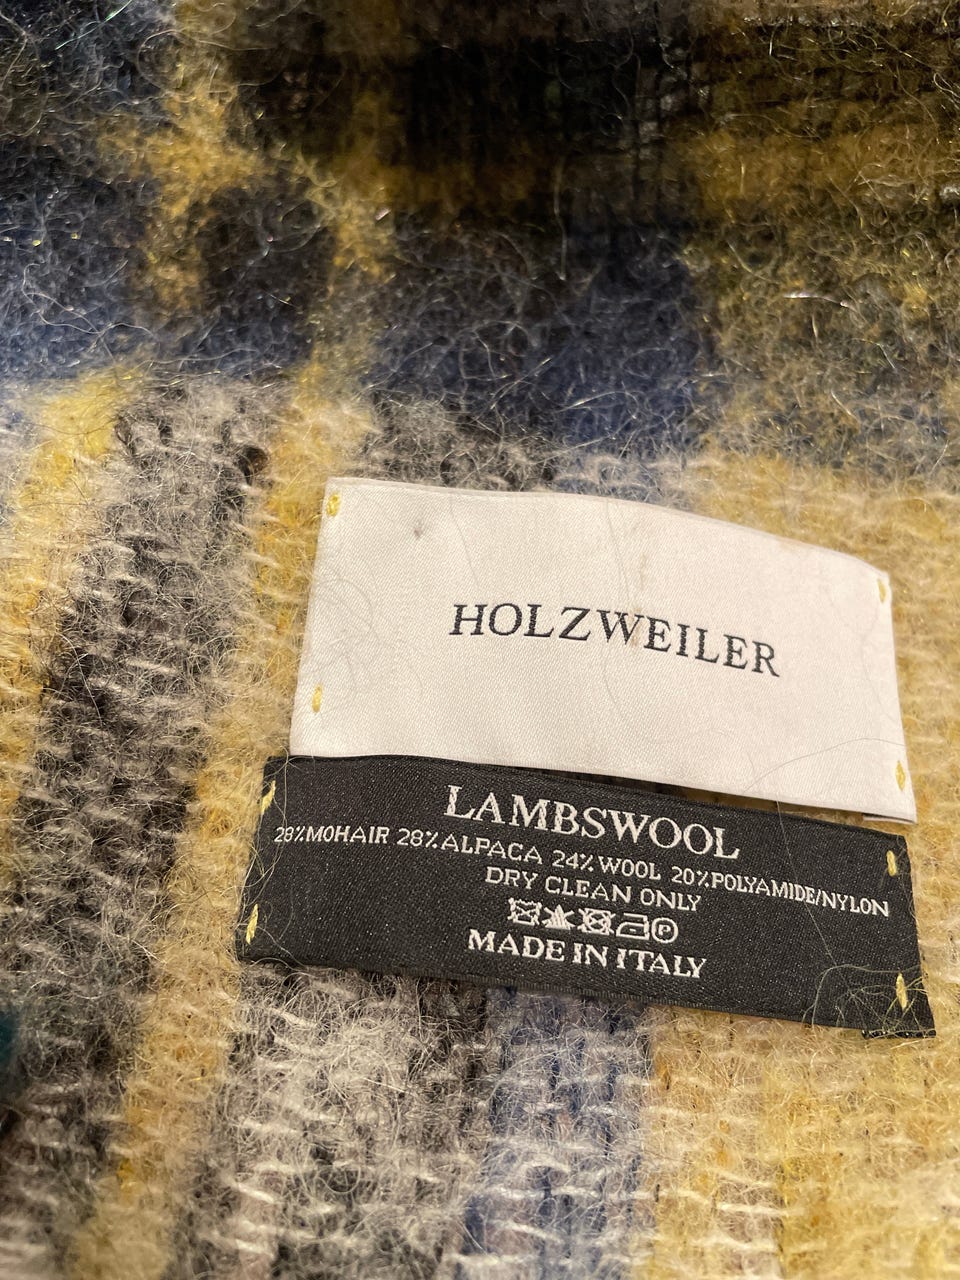 HOLZWEILER
LAMBSWOOL
28%MOHAIR 28%ALPACA 24%WOOL 20%POLYAMIDE/NYLON
DRY CLEAN ONLY
P
MADE IN ITALY